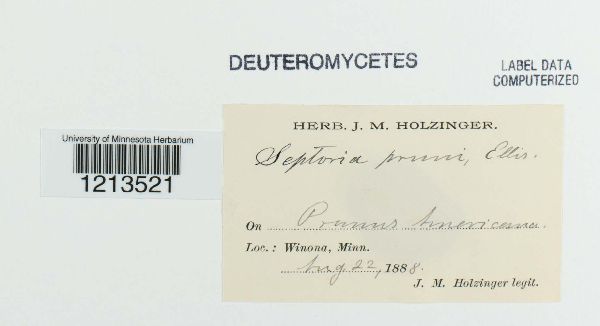 DEUTEROMYCETES
LABEL DATA
COMPUTERIZED
University of Minnesota Herbarium
1213521
HERB. J. M. HOLZINGER.
Septoria pruni, Ellis.
On Prunus Americana.
Loc.: Winona, Minn.
Aug 22, 1888.
J. M. Holzinger legit.